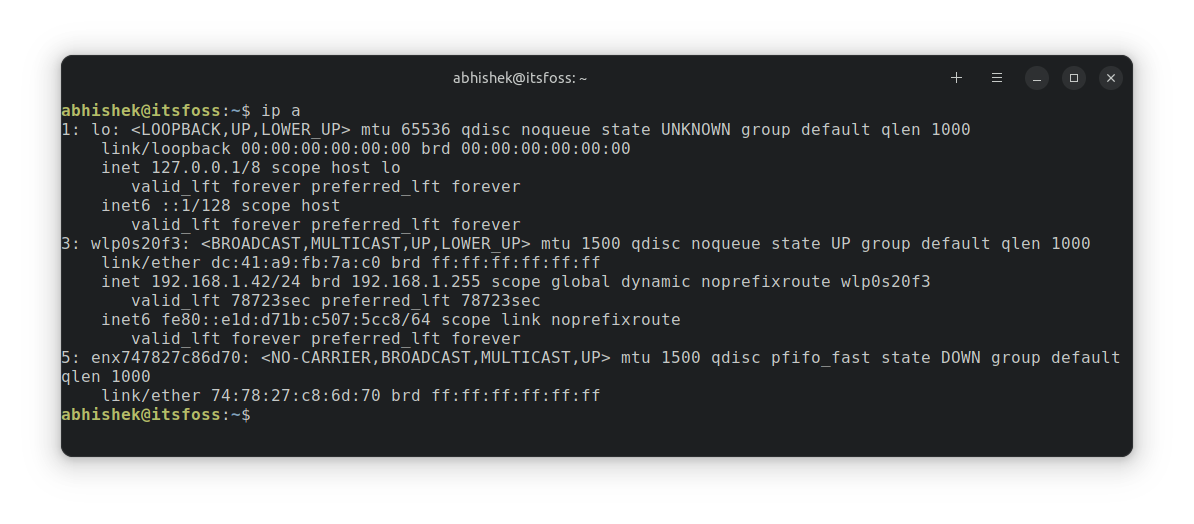 abhishek@itsfoss: ~
abhishek@itsfoss:~$ ip a
1: lo: <LOOPBACK,UP,LOWER_UP> mtu 65536 qdisc noqueue state UNKNOWN group default qlen 1000
    link/loopback 00:00:00:00:00:00 brd 00:00:00:00:00:00
    inet 127.0.0.1/8 scope host lo
       valid_lft forever preferred_lft forever
    inet6 ::1/128 scope host
       valid_lft forever preferred_lft forever
3: wlp0s20f3: <BROADCAST,MULTICAST,UP,LOWER_UP> mtu 1500 qdisc noqueue state UP group default qlen 1000
    link/ether dc:41:a9:fb:7a:c0 brd ff:ff:ff:ff:ff:ff
    inet 192.168.1.42/24 brd 192.168.1.255 scope global dynamic noprefixroute wlp0s20f3
       valid_lft 78723sec preferred_lft 78723sec
    inet6 fe80::e1d:d71b:c507:5cc8/64 scope link noprefixroute
       valid_lft forever preferred_lft forever
5: enx747827c86d70: <NO-CARRIER,BROADCAST,MULTICAST,UP> mtu 1500 qdisc pfifo_fast state DOWN group default
qlen 1000
    link/ether 74:78:27:c8:6d:70 brd ff:ff:ff:ff:ff:ff
abhishek@itsfoss:~$